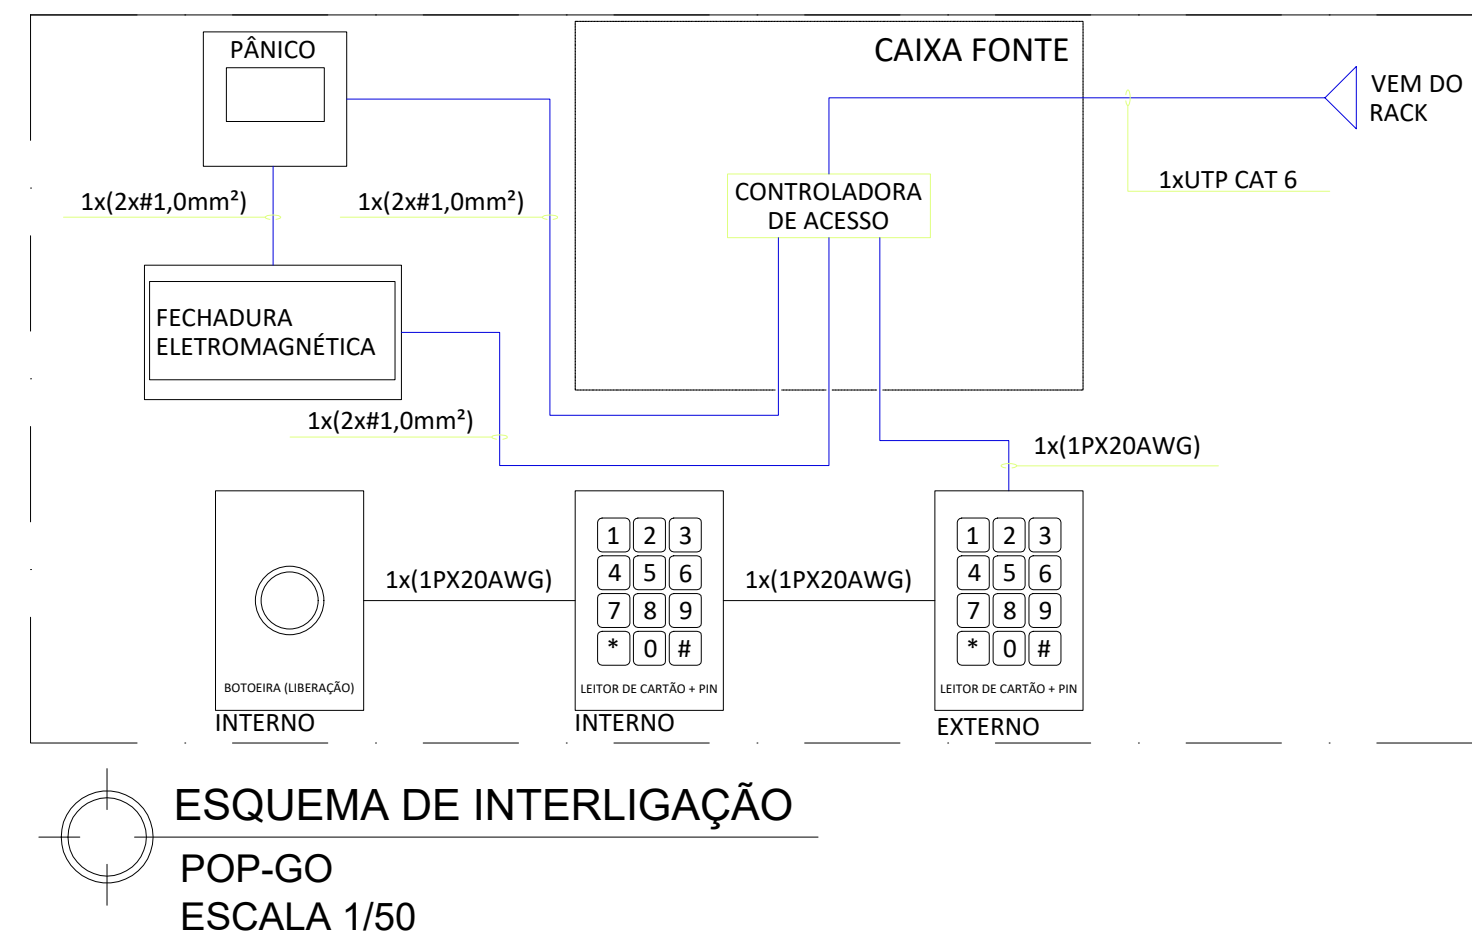 PÂNICO
CAIXA FONTE
VEM DO
RACK
1xUTP CAT 6
CONTROLADORA
DE ACESSO
1x(2x#1,0mm²)
1x(2x#1,0mm²)
FECHADURA
ELETROMAGNÉTICA
1x(2x#1,0mm²)
1x(1PX20AWG)
1x(1PX20AWG)
1x(1PX20AWG)
BOTOEIRA (LIBERAÇÃO)
INTERNO
1 2 3
4 5 6
7 8 9
* 0 #
LEITOR DE CARTÃO + PIN
INTERNO
1 2 3
4 5 6
7 8 9
* 0 #
LEITOR DE CARTÃO + PIN
EXTERNO
ESQUEMA DE INTERLIGAÇÃO
POP-GO
ESCALA 1/50